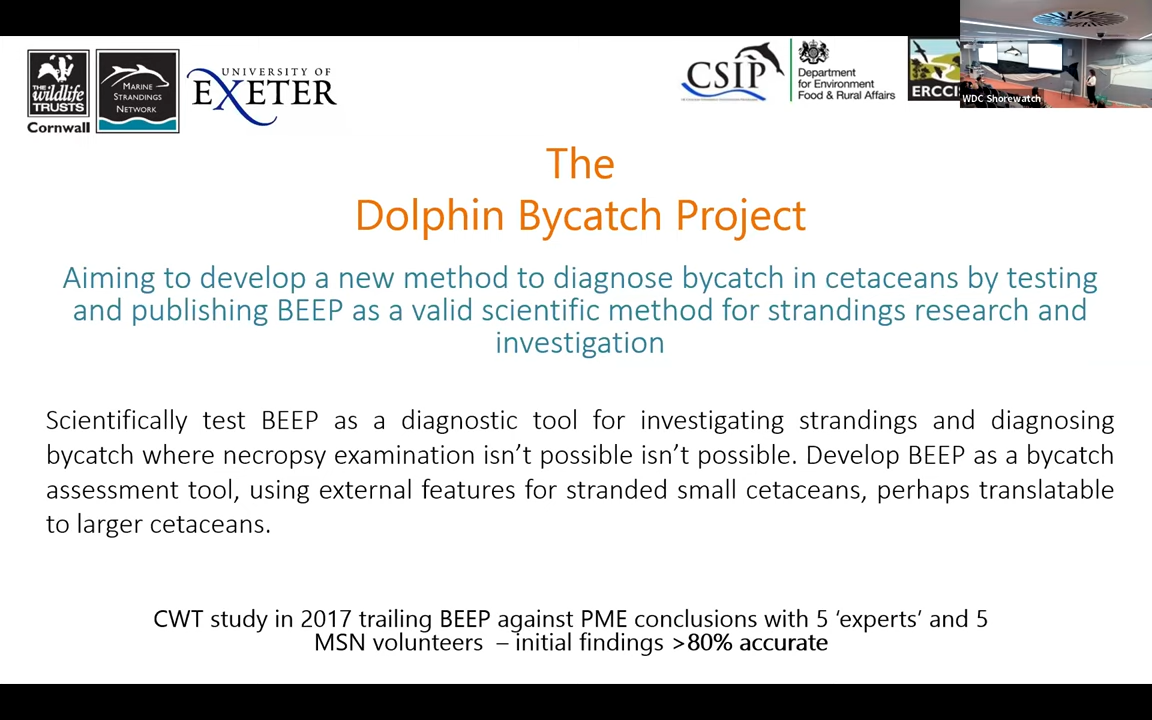 THE
wildlife
TRUSTS
Cornwall
MARINE
STRANDINGS
NETWORK
UNIVERSITY OF
EXETER
CSIP
Department
for Environment
Food & Rural Affairs
ERCCIS
WDC Shorewatch
The
Dolphin Bycatch Project
Aiming to develop a new method to diagnose bycatch in cetaceans by testing
and publishing BEEP as a valid scientific method for strandings research and
investigation
Scientifically test BEEP as a diagnostic tool for investigating strandings and diagnosing
bycatch where necropsy examination isn’t possible isn’t possible. Develop BEEP as a bycatch
assessment tool, using external features for stranded small cetaceans, perhaps translatable
to larger cetaceans.
CWT study in 2017 trailing BEEP against PME conclusions with 5 ‘experts’ and 5
MSN volunteers – initial findings >80% accurate